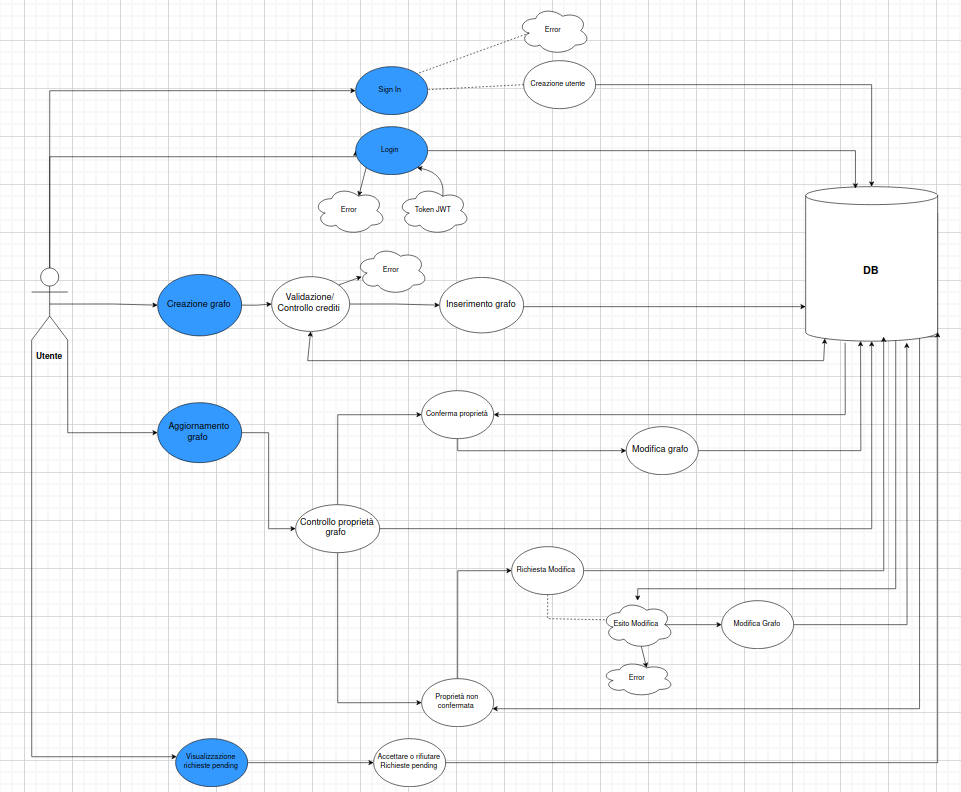 Error
Sign In
Creazione utente
Login
Error
Token JWT
Error
DB
Creazione grafo
Validazione/
Controllo crediti
Inserimento grafo
Utente
Aggiornamento
grafo
Conferma proprietà
Modifica grafo
Controllo proprietà
grafo
Richiesta Modifica
Esito Modifica
Modifica Grafo
Error
Proprietà non
confermata
Visualizzazione
richieste pending
Accettare o rifiutare
Richieste pending